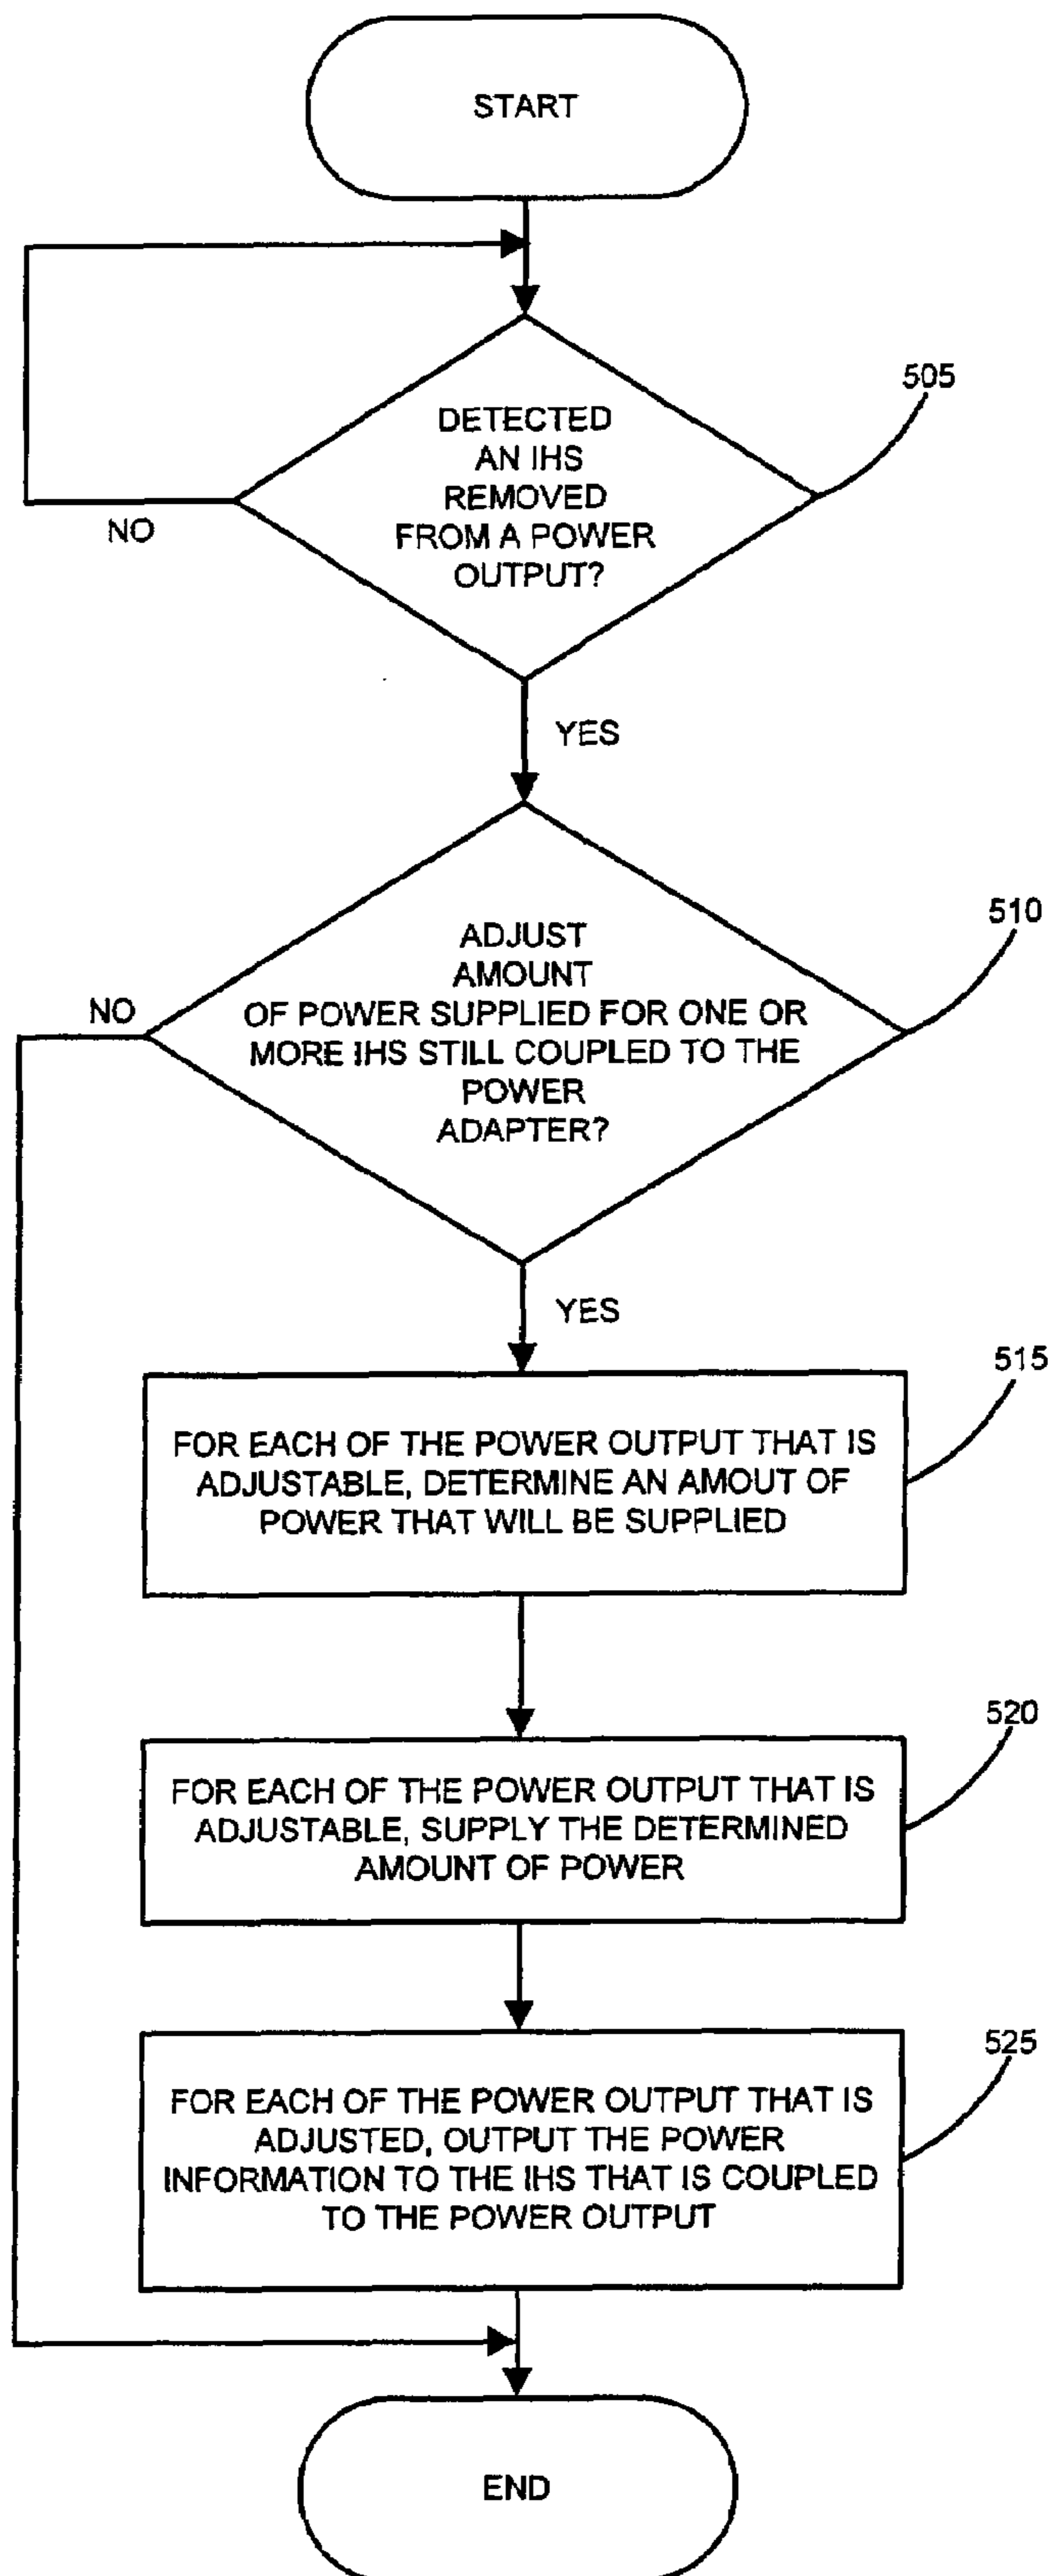 START
DETECTED
AN IHS
REMOVED
FROM A POWER
OUTPUT?
505
NO
YES
ADJUST
AMOUNT
OF POWER SUPPLIED FOR ONE OR
MORE IHS STILL COUPLED TO THE
POWER
ADAPTER?
510
NO
YES
FOR EACH OF THE POWER OUTPUT THAT IS
ADJUSTABLE, DETERMINE AN AMOUT OF
POWER THAT WILL BE SUPPLIED
515
FOR EACH OF THE POWER OUTPUT THAT IS
ADJUSTABLE, SUPPLY THE DETERMINED
AMOUNT OF POWER
520
FOR EACH OF THE POWER OUTPUT THAT IS
ADJUSTED, OUTPUT THE POWER
INFORMATION TO THE IHS THAT IS COUPLED
TO THE POWER OUTPUT
525
END